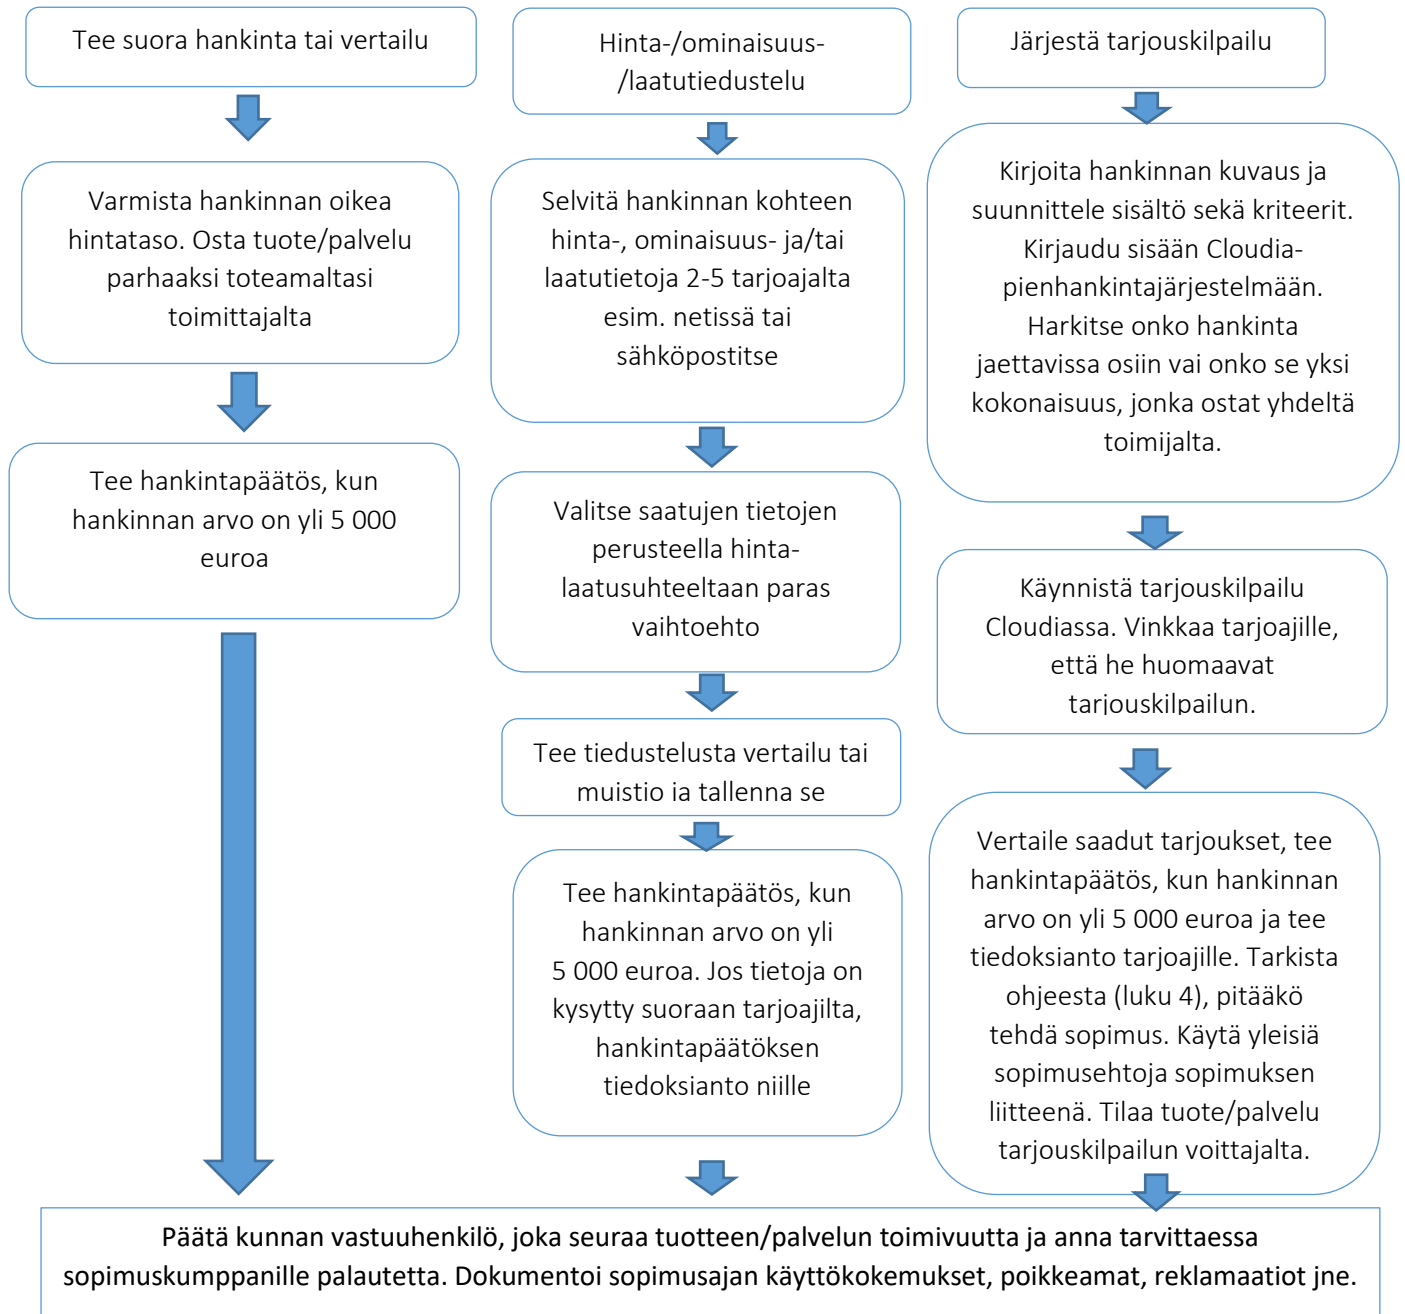 Tee suora hankinta tai vertailu
Varmista hankinnan oikea
hintataso. Osta tuote/palvelu
parhaaksi toteamaltasi
toimittajalta
Tee hankintapäätös, kun
hankinnan arvo on yli 5 000
euroa
Hinta-/ominaisuus-
/laatutiedustelu
Selvitä hankinnan kohteen
hinta-, ominaisuus- ja/tai
laatutietoja 2-5 tarjoajalta
esim. netissä tai
sähköpostitse
Valitse saatujen tietojen
perusteella hinta-
laatusuhteeltaan paras
vaihtoehto
Tee tiedustelusta vertailu tai
muistio ja tallenna se
Tee hankintapäätös, kun
hankinnan arvo on yli
5 000 euroa. Jos tietoja on
kysytty suoraan tarjoajilta,
hankintapäätöksen
tiedoksianto niille
Järjestä tarjouskilpailu
Kirjoita hankinnan kuvaus ja
suunnittele sisältö sekä kriteerit.
Kirjaudu sisään Cloudia-
pienhankintajärjestelmään.
Harkitse onko hankinta
jaettavissa osiin vai onko se yksi
kokonaisuus, jonka ostat yhdeltä
toimijalta.
Käynnistä tarjouskilpailu
Cloudiassa. Vinkkaa tarjoajille,
että he huomaavat
tarjouskilpailun.
Vertaile saadut tarjoukset, tee
hankintapäätös, kun hankinnan
arvo on yli 5 000 euroa ja tee
tiedoksianto tarjoajille. Tarkista
ohjeesta (luku 4), pitääkö
tehdä sopimus. Käytä yleisiä
sopimusehtoja sopimuksen
liitteenä. Tilaa tuote/palvelu
tarjouskilpailun voittajalta.
Päätä kunnan vastuuhenkilö, joka seuraa tuotteen/palvelun toimivuutta ja anna tarvittaessa
sopimuskumppanille palautetta. Dokumentoi sopimusajan käyttökokemukset, poikkeamat, reklamaatiot jne.